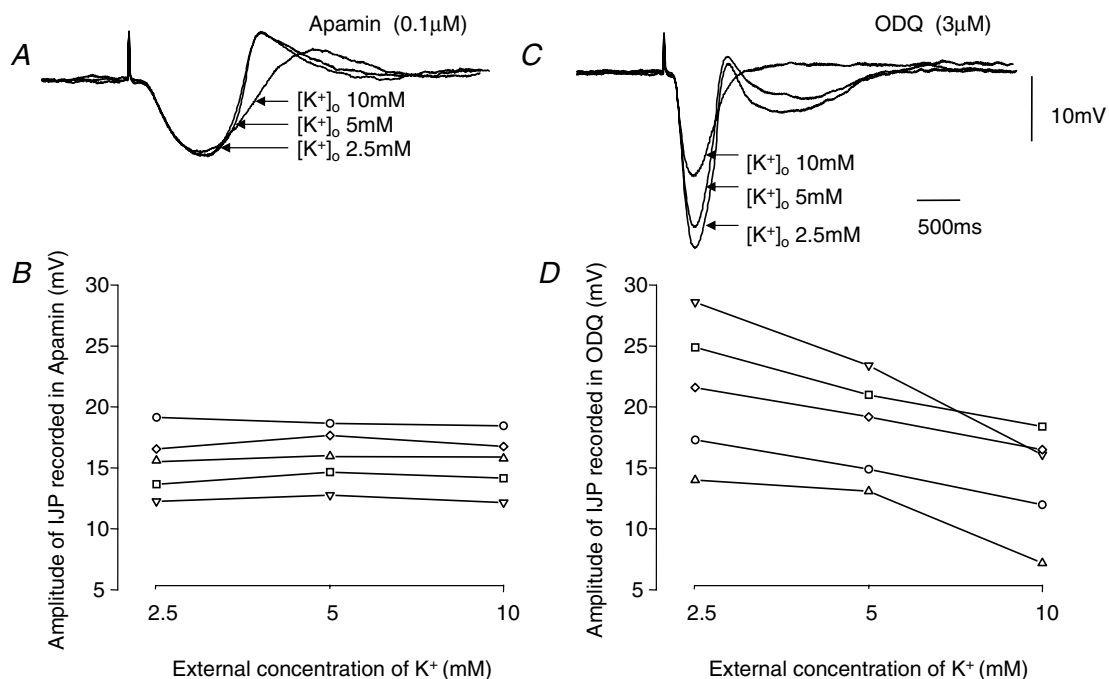 A
Apamin (0.1μM)
[K+]o 10mM
[K+]o 5mM
[K+]o 2.5mM
C
ODQ (3μM)
10mV
[K+]o 10mM
[K+]o 5mM
[K+]o 2.5mM
500ms
B
Amplitude of IJP recorded in Apamin (mV)
30
25
20
15
10
5
2.5
5
10
External concentration of K+ (mM)
D
Amplitude of IJP recorded in ODQ (mV)
30
25
20
15
10
5
2.5
5
10
External concentration of K+ (mM)